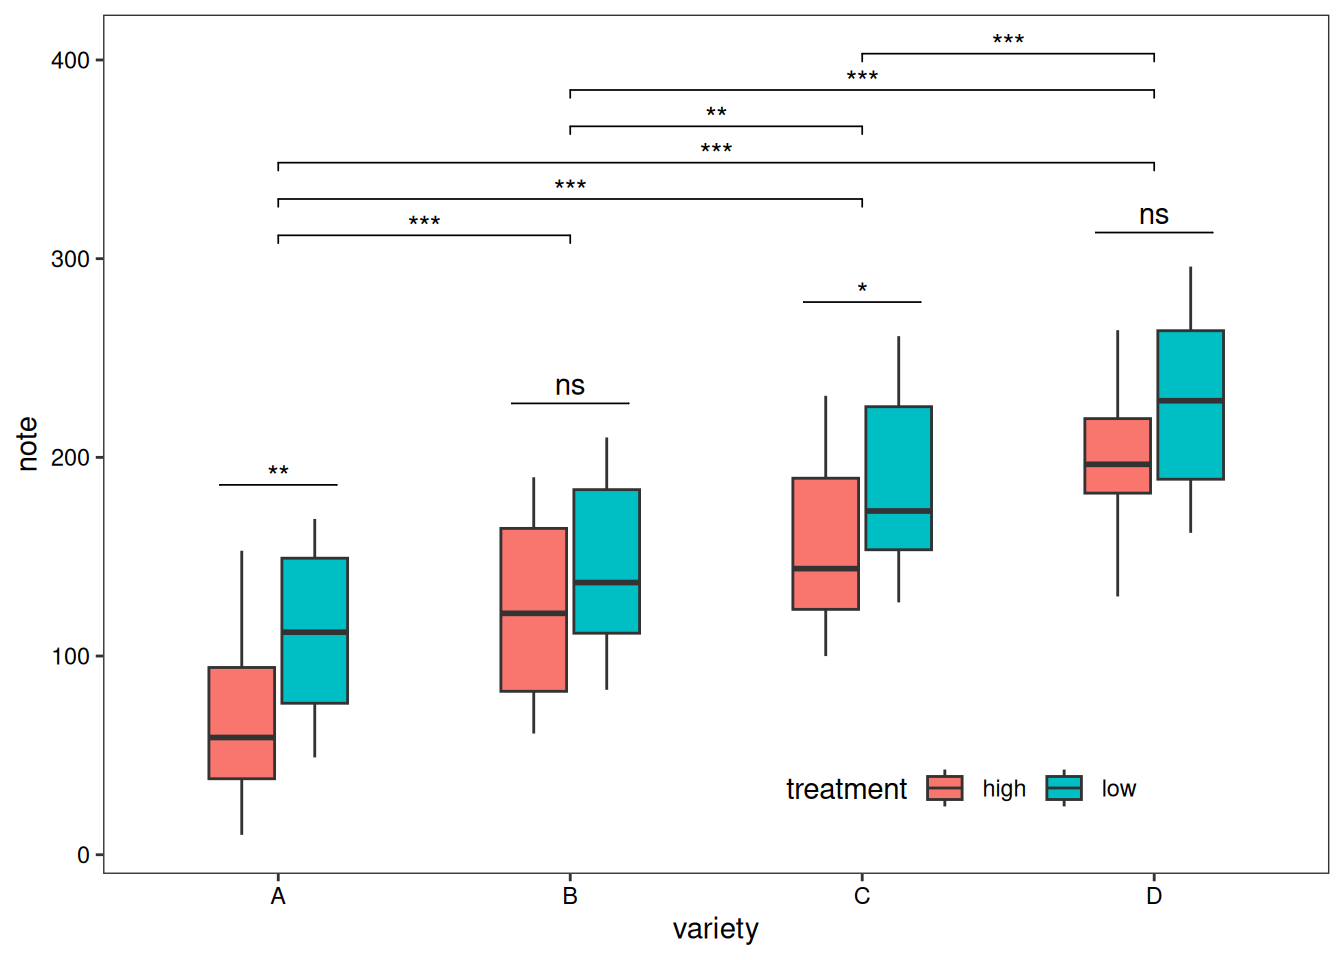 400
***
***
**
***
***
***
300
ns
*
ns
200
**
100
0
note
treatment high low
A B C D
variety